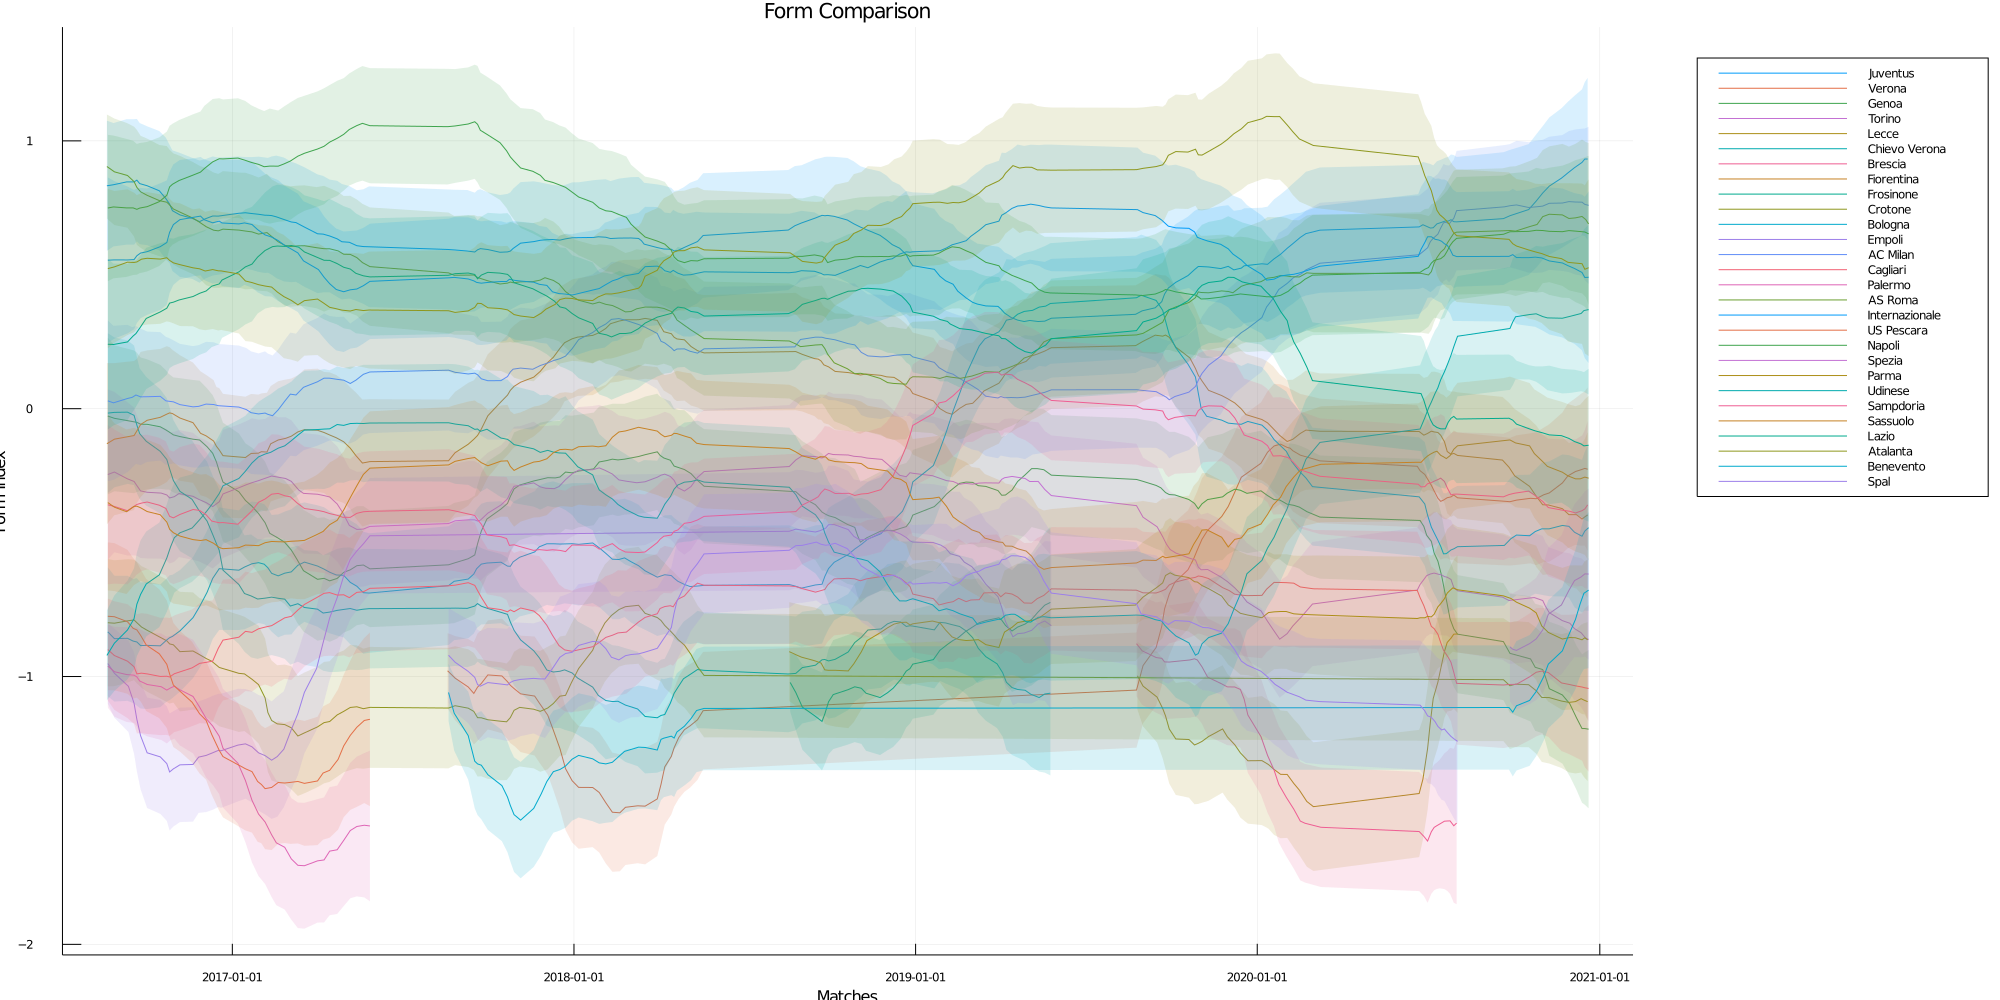 Form Comparison
1
0
−1
−2
2017-01-01
2018-01-01
2019-01-01
2020-01-01
2021-01-01
Matches
Form Index
Juventus
Verona
Genoa
Torino
Lecce
Chievo Verona
Brescia
Fiorentina
Frosinone
Crotone
Bologna
Empoli
AC Milan
Cagliari
Palermo
AS Roma
Internazionale
US Pescara
Napoli
Spezia
Parma
Udinese
Sampdoria
Sassuolo
Lazio
Atalanta
Benevento
Spal